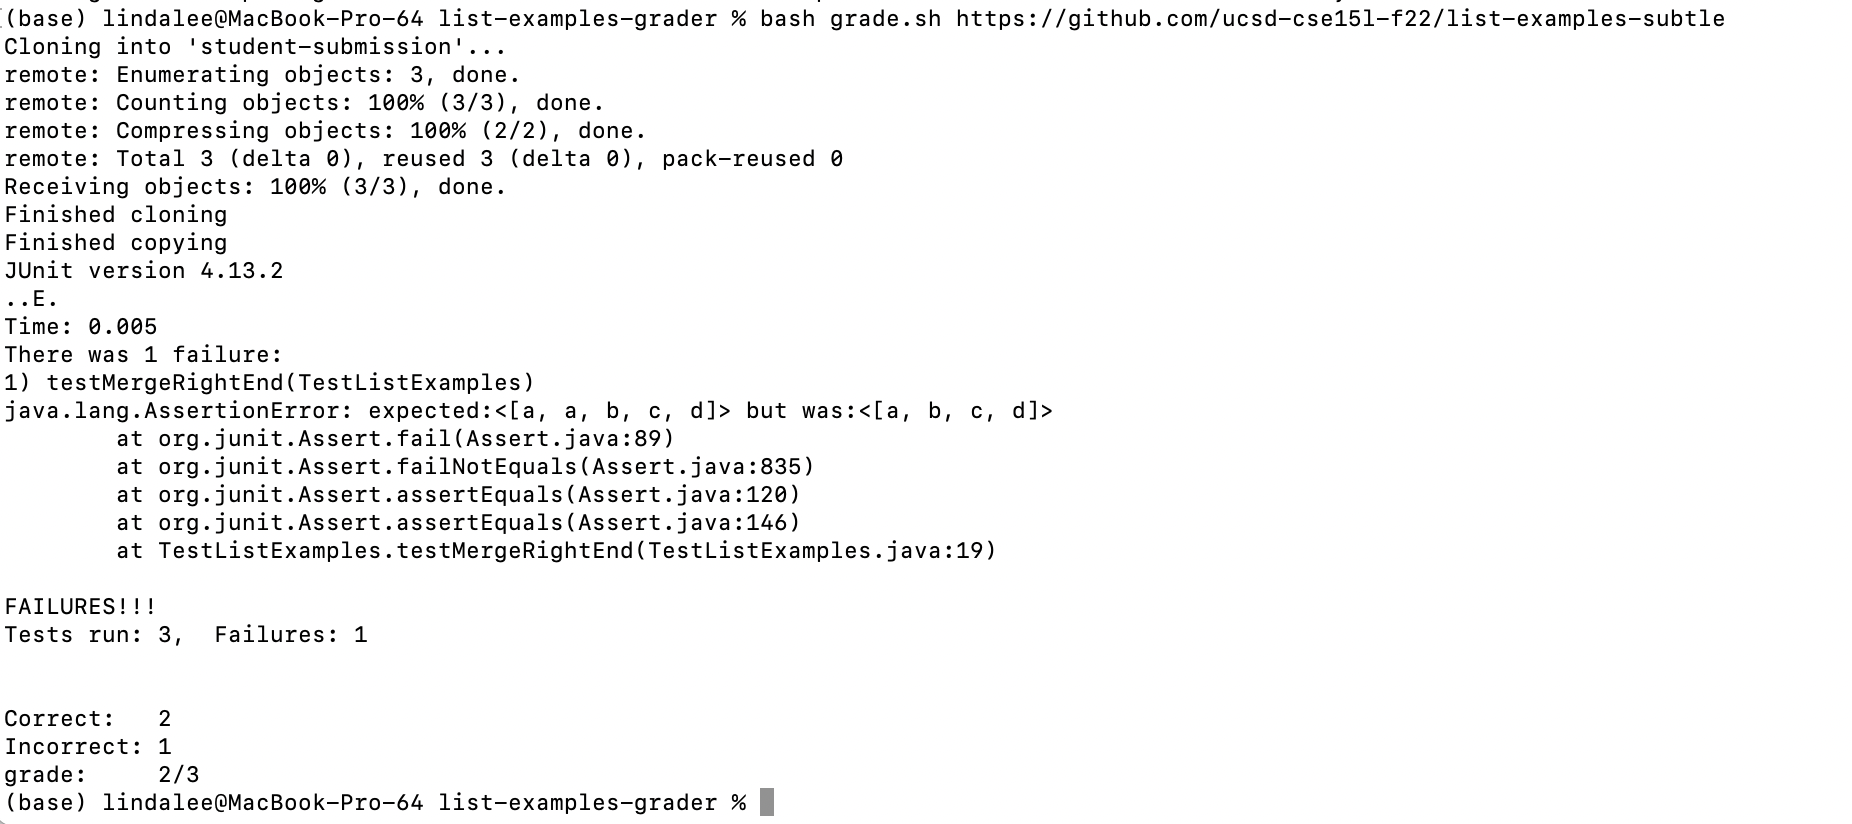 (base) lindalee@MacBook-Pro-64 list-examples-grader % bash grade.sh https://github.com/ucsd-cse15l-f22/list-examples-subtle
Cloning into 'student-submission'...
remote: Enumerating objects: 3, done.
remote: Counting objects: 100% (3/3), done.
remote: Compressing objects: 100% (2/2), done.
remote: Total 3 (delta 0), reused 3 (delta 0), pack-reused 0
Receiving objects: 100% (3/3), done.
Finished cloning
Finished copying
JUnit version 4.13.2
..E.
Time: 0.005
There was 1 failure:
1) testMergeRightEnd(TestListExamples)
java.lang.AssertionError: expected:<[a, a, b, c, d]> but was:<[a, b, c, d]>
        at org.junit.Assert.fail(Assert.java:89)
        at org.junit.Assert.failNotEquals(Assert.java:835)
        at org.junit.Assert.assertEquals(Assert.java:120)
        at org.junit.Assert.assertEquals(Assert.java:146)
        at TestListExamples.testMergeRightEnd(TestListExamples.java:19)
FAILURES!!!
Tests run: 3,  Failures: 1
Correct:   2
Incorrect: 1
grade:     2/3
(base) lindalee@MacBook-Pro-64 list-examples-grader %